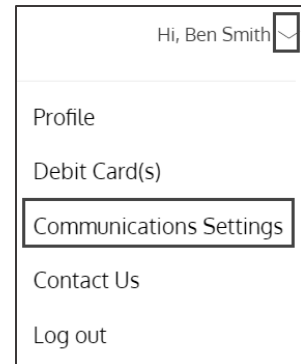 Hi, Ben Smith
Profile
Debit Card(s)
Communications Settings
Contact Us
Log out